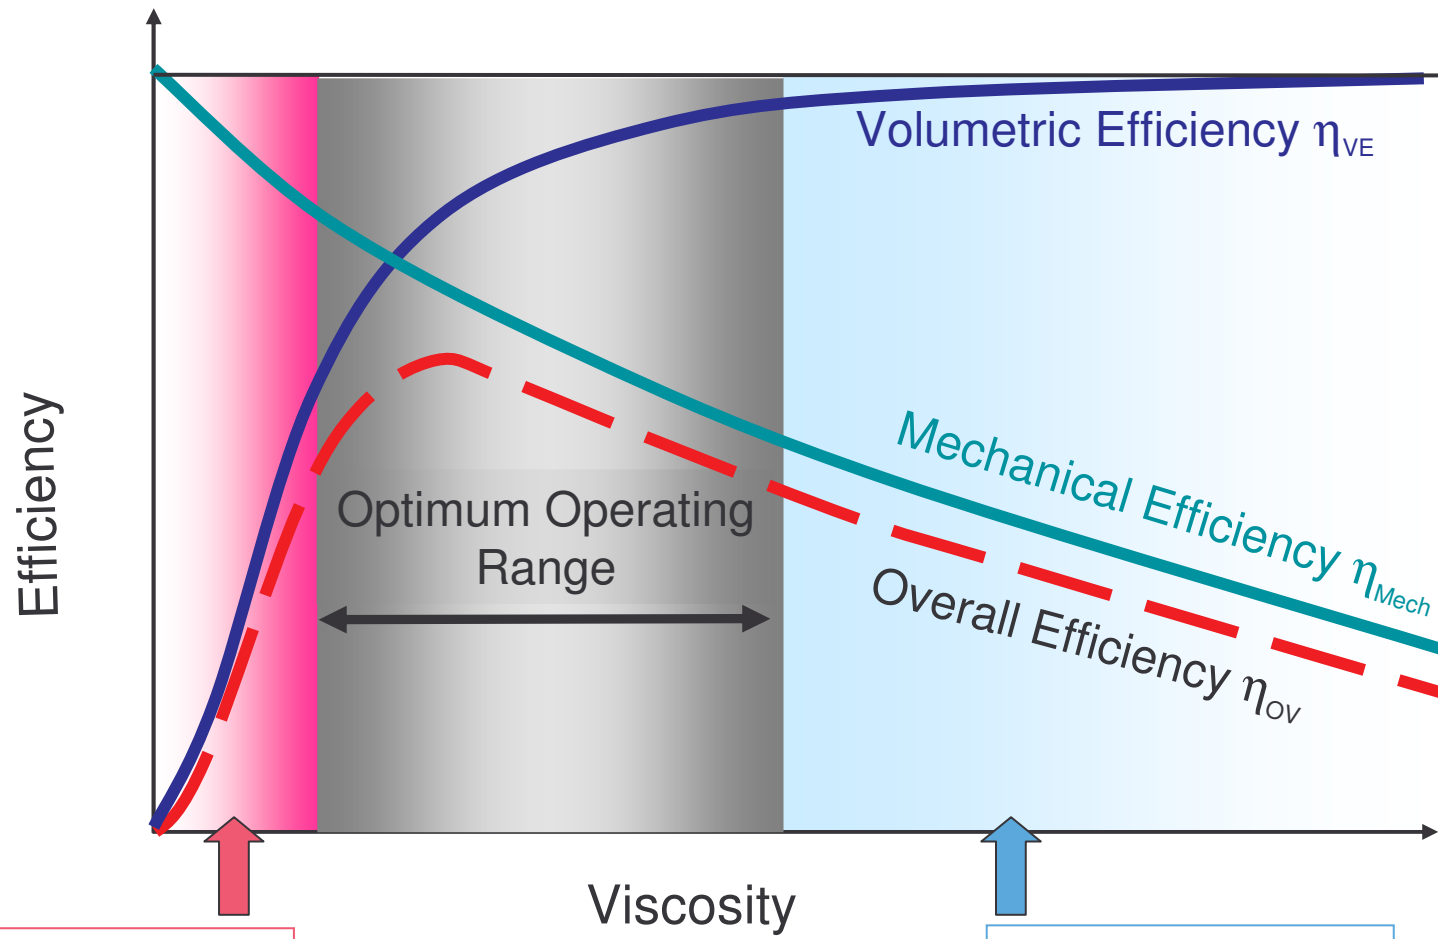 Volumetric Efficiency ηVE
Efficiency
Mechanical Efficiency ηMech
Optimum Operating
Range
Overall Efficiency ηOV
Viscosity